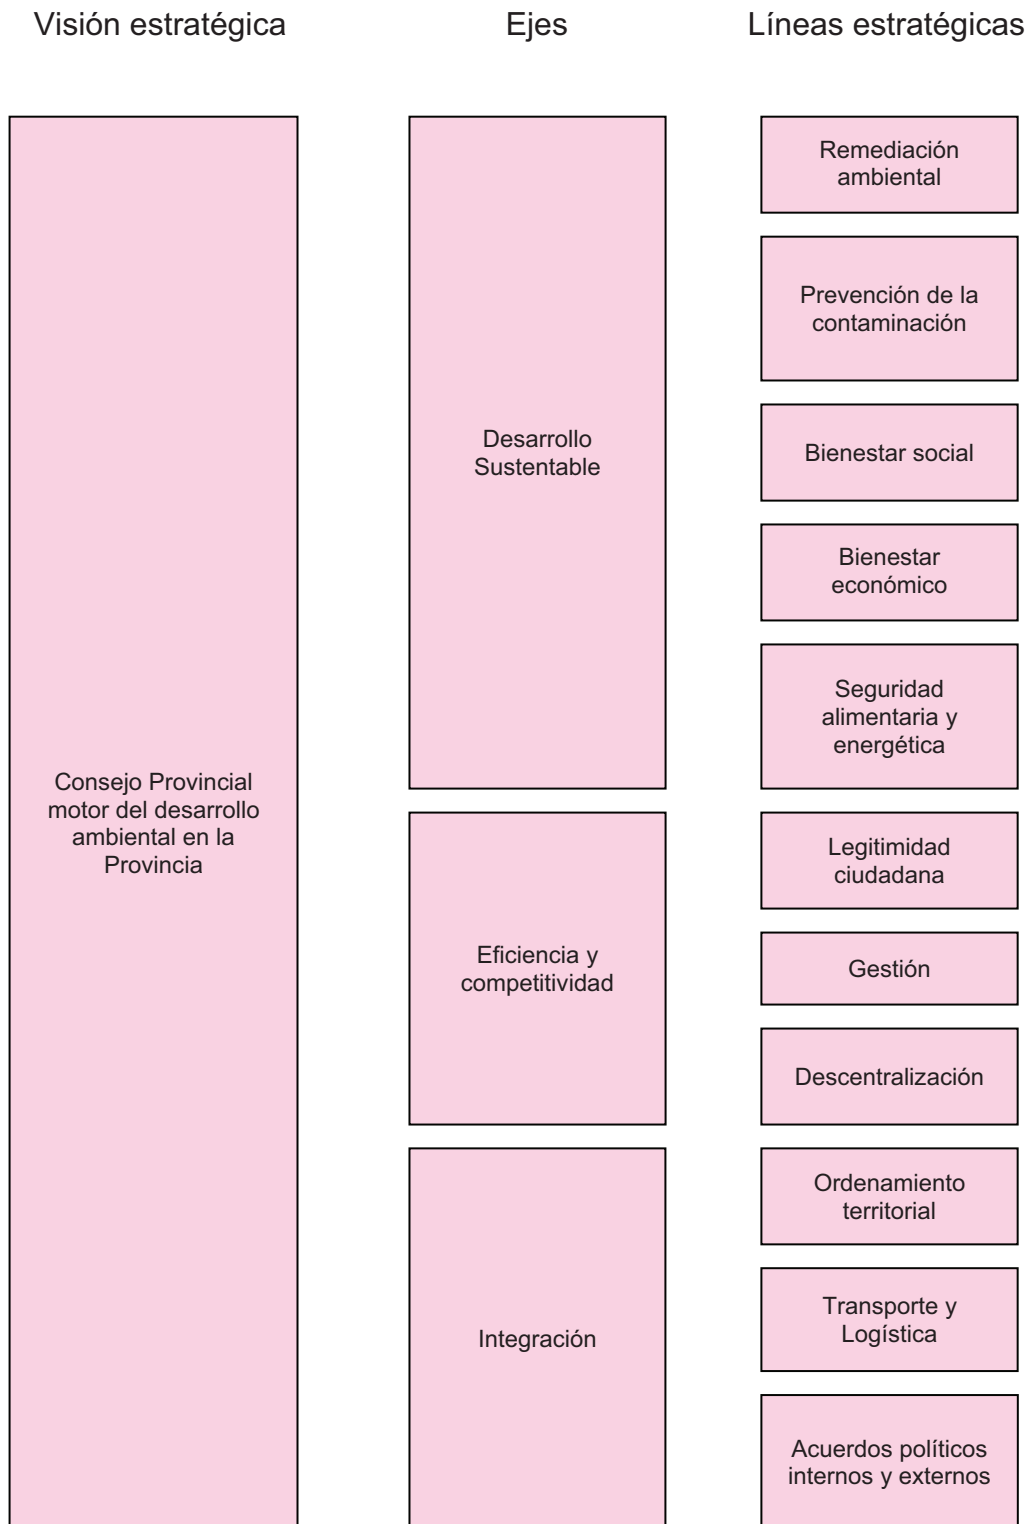 Visión estratégica
Ejes
Líneas estratégicas
Consejo Provincial
motor del desarrollo
ambiental en la
Provincia
Desarrollo
Sustentable
Remediación
ambiental
Prevención de la
contaminación
Bienestar social
Bienestar
económico
Seguridad
alimentaria y
energética
Eficiencia y
competitividad
Legitimidad
ciudadana
Gestión
Descentralización
Integración
Ordenamiento
territorial
Transporte y
Logística
Acuerdos políticos
internos y externos